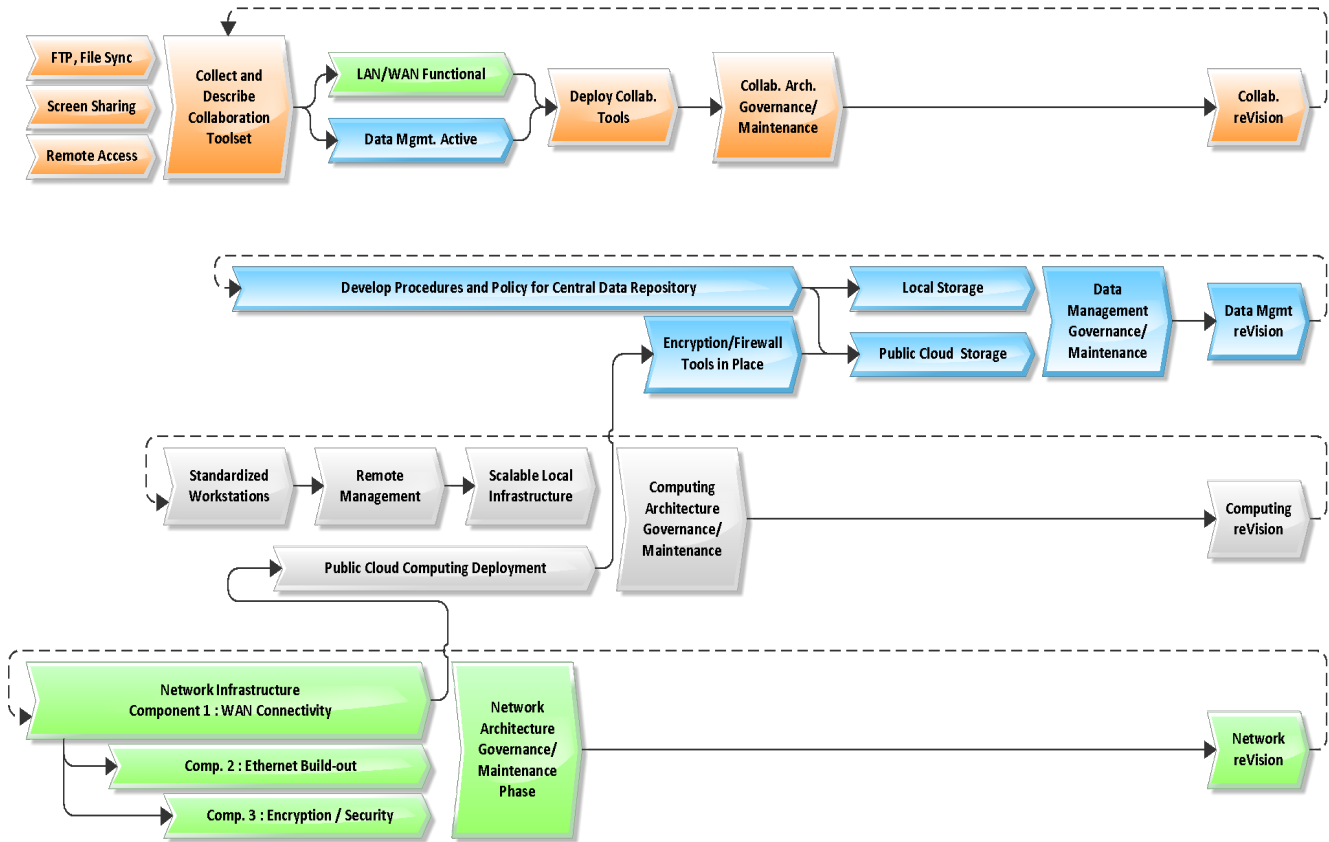 FTP, File Sync
Screen Sharing
Remote Access
Collect and
Describe
Collaboration
Toolset
LAN/WAN Functional
Data Mgmt. Active
Deploy Collab.
Tools
Collab. Arch.
Governance/
Maintenance
Collab.
reVision
Develop Procedures and Policy for Central Data Repository
Encryption/Firewall
Tools in Place
Local Storage
Public Cloud  Storage
Data
Management
Governance/
Maintenance
Data Mgmt
reVision
Standardized
Workstations
Remote
Management
Scalable Local
Infrastructure
Public Cloud Computing Deployment
Computing
Architecture
Governance/
Maintenance
Computing
reVision
Network Infrastructure
Component 1 : WAN Connectivity
Comp. 2 : Ethernet Build-out
Comp. 3 : Encryption / Security
Network
Architecture
Governance/
Maintenance
Phase
Network
reVision